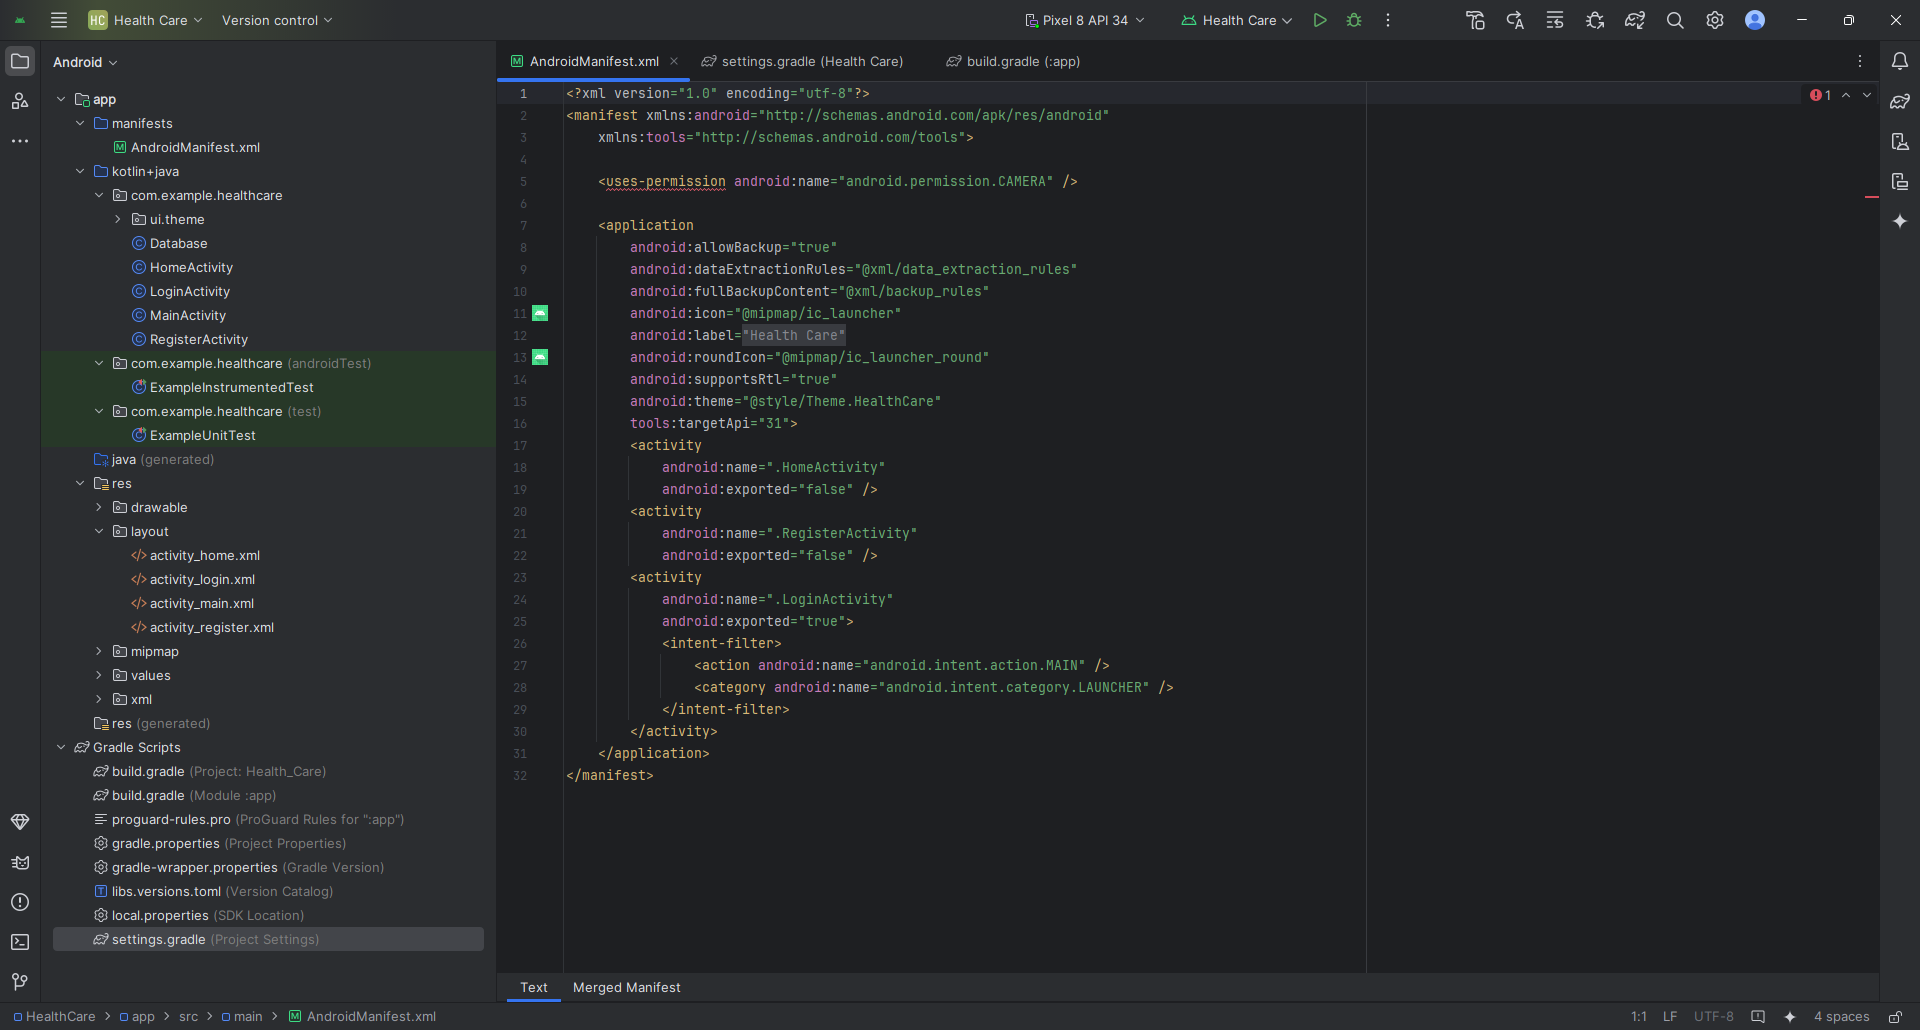 HC Health Care Version control Pixel 8 API 34 Health Care
Android
app
manifests
AndroidManifest.xml
kotlin+java
com.example.healthcare
ui.theme
Database
HomeActivity
LoginActivity
MainActivity
RegisterActivity
com.example.healthcare (androidTest)
ExampleInstrumentedTest
com.example.healthcare (test)
ExampleUnitTest
java (generated)
res
drawable
layout
activity_home.xml
activity_login.xml
activity_main.xml
activity_register.xml
mipmap
values
xml
res (generated)
Gradle Scripts
build.gradle (Project: Health_Care)
build.gradle (Module :app)
proguard-rules.pro (ProGuard Rules for ":app")
gradle.properties (Project Properties)
gradle-wrapper.properties (Gradle Version)
libs.versions.toml (Version Catalog)
local.properties (SDK Location)
settings.gradle (Project Settings)
AndroidManifest.xml settings.gradle (Health Care) build.gradle (:app)
1 <?xml version="1.0" encoding="utf-8"?> 1
2 <manifest xmlns:android="http://schemas.android.com/apk/res/android"
3 xmlns:tools="http://schemas.android.com/tools">
4
5 <uses-permission android:name="android.permission.CAMERA" />
6
7 <application
8 android:allowBackup="true"
9 android:dataExtractionRules="@xml/data_extraction_rules"
10 android:fullBackupContent="@xml/backup_rules"
11 android:icon="@mipmap/ic_launcher"
12 android:label="Health Care"
13 android:roundIcon="@mipmap/ic_launcher_round"
14 android:supportsRtl="true"
15 android:theme="@style/Theme.HealthCare"
16 tools:targetApi="31">
17 <activity
18 android:name=".HomeActivity"
19 android:exported="false" />
20 <activity
21 android:name=".RegisterActivity"
22 android:exported="false" />
23 <activity
24 android:name=".LoginActivity"
25 android:exported="true">
26 <intent-filter>
27 <action android:name="android.intent.action.MAIN" />
28 <category android:name="android.intent.category.LAUNCHER" />
29 </intent-filter>
30 </activity>
31 </application>
32 </manifest>
Text Merged Manifest
HealthCare > app > src > main > AndroidManifest.xml 1:1 LF UTF-8 4 spaces